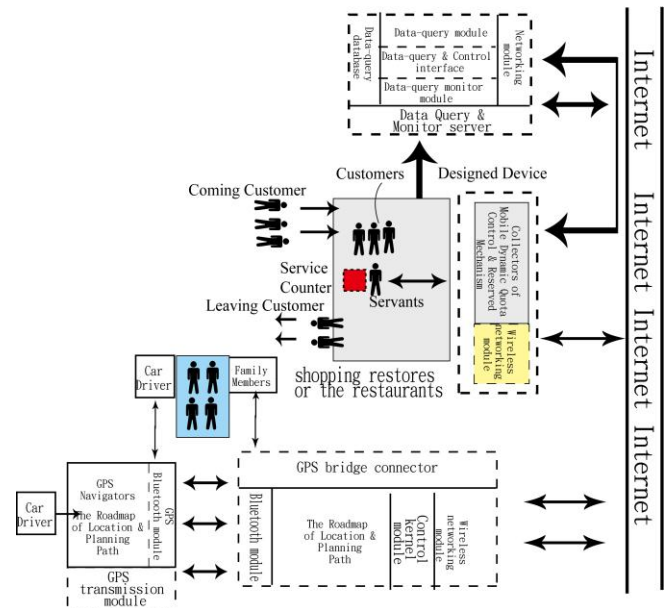 Data-query
database
Data-query module
Data-query & Control
interface
Data-query monitor
module
Networking
module
Data Query &
Monitor server
Internet
Internet
Internet
Internet
Customers
Designed Device
Coming Customer
Service
Counter
Servants
Leaving Customer
Collectors of
Mobile Dynamic Quota
Control & Reserved
Mechanism
Wireless
networking
module
shopping restores
or the restaurants
Car
Driver
Family
Members
GPS
Navigators
The Roadmap
of Location &
Planning
Path
GPS
Bluetooth module
Car
Driver
GPS
transmission
module
GPS bridge connector
Bluetooth module
The Roadmap
of Location &
Planning
Path
Control
kernel
module
Wireless
networking
module